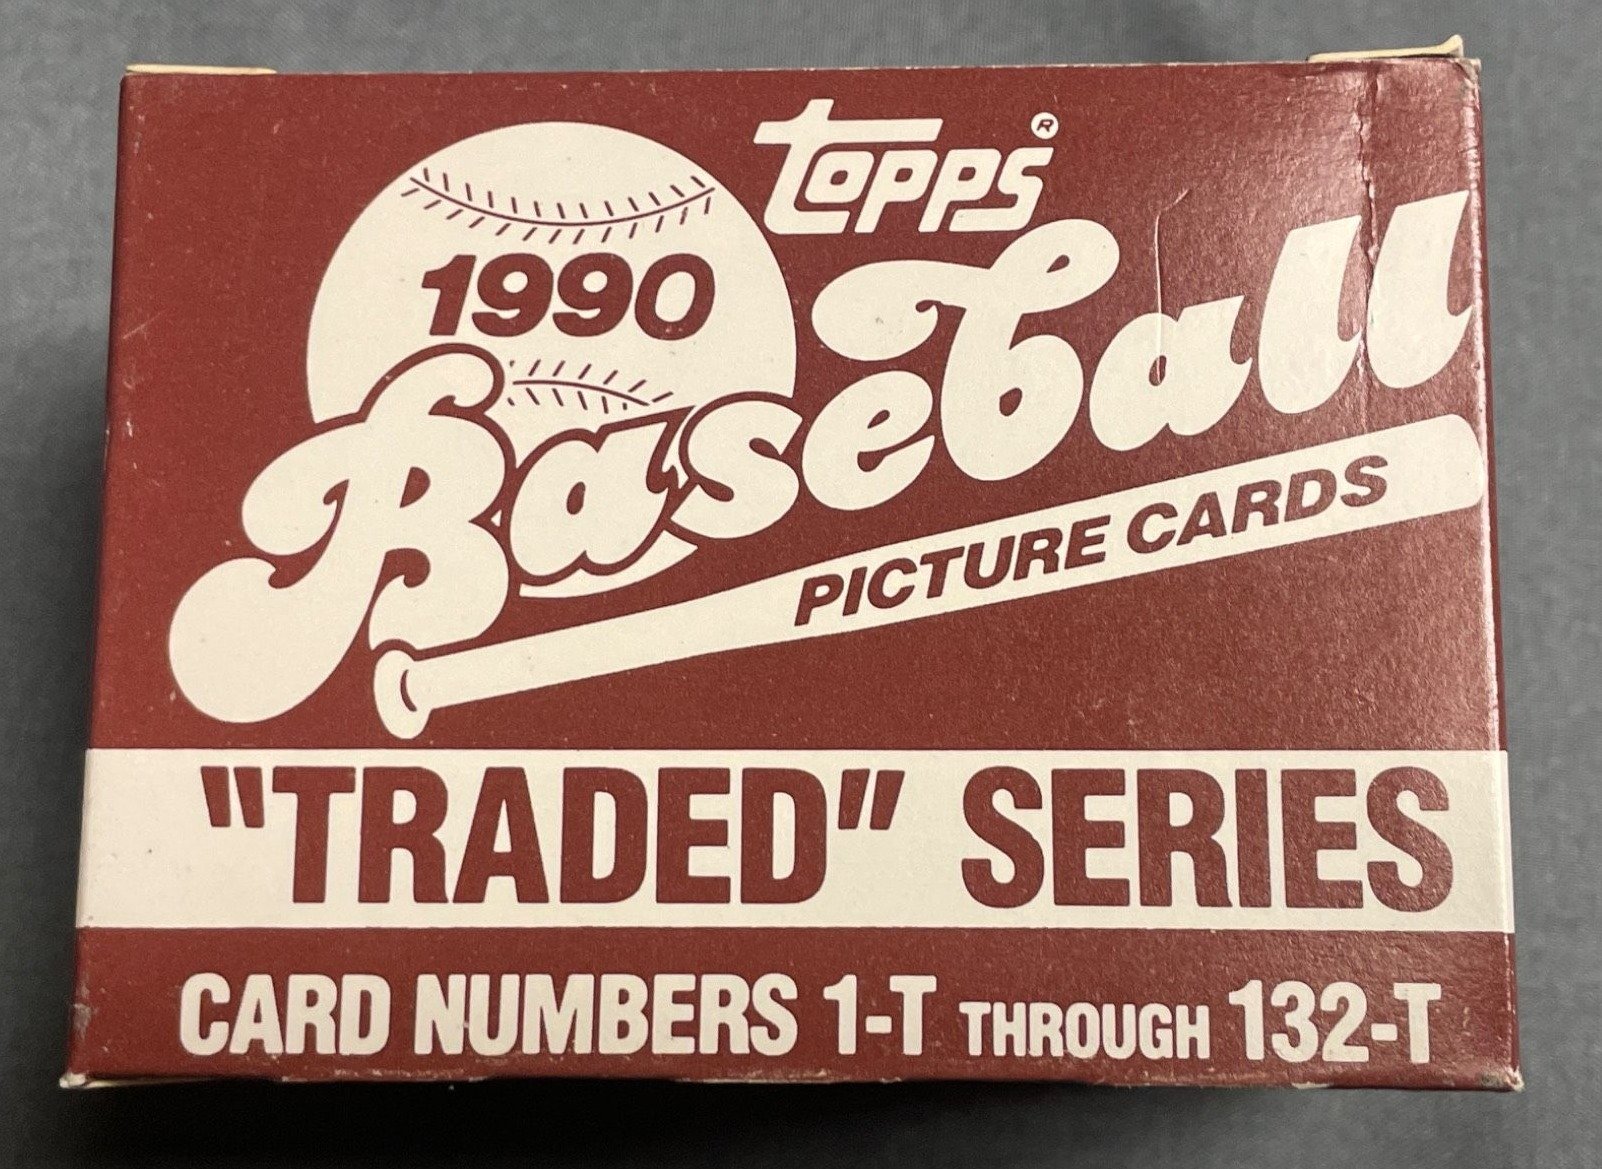 topps®
1990
Baseball
PICTURE CARDS
"TRADED" SERIES
CARD NUMBERS 1-T THROUGH 132-T